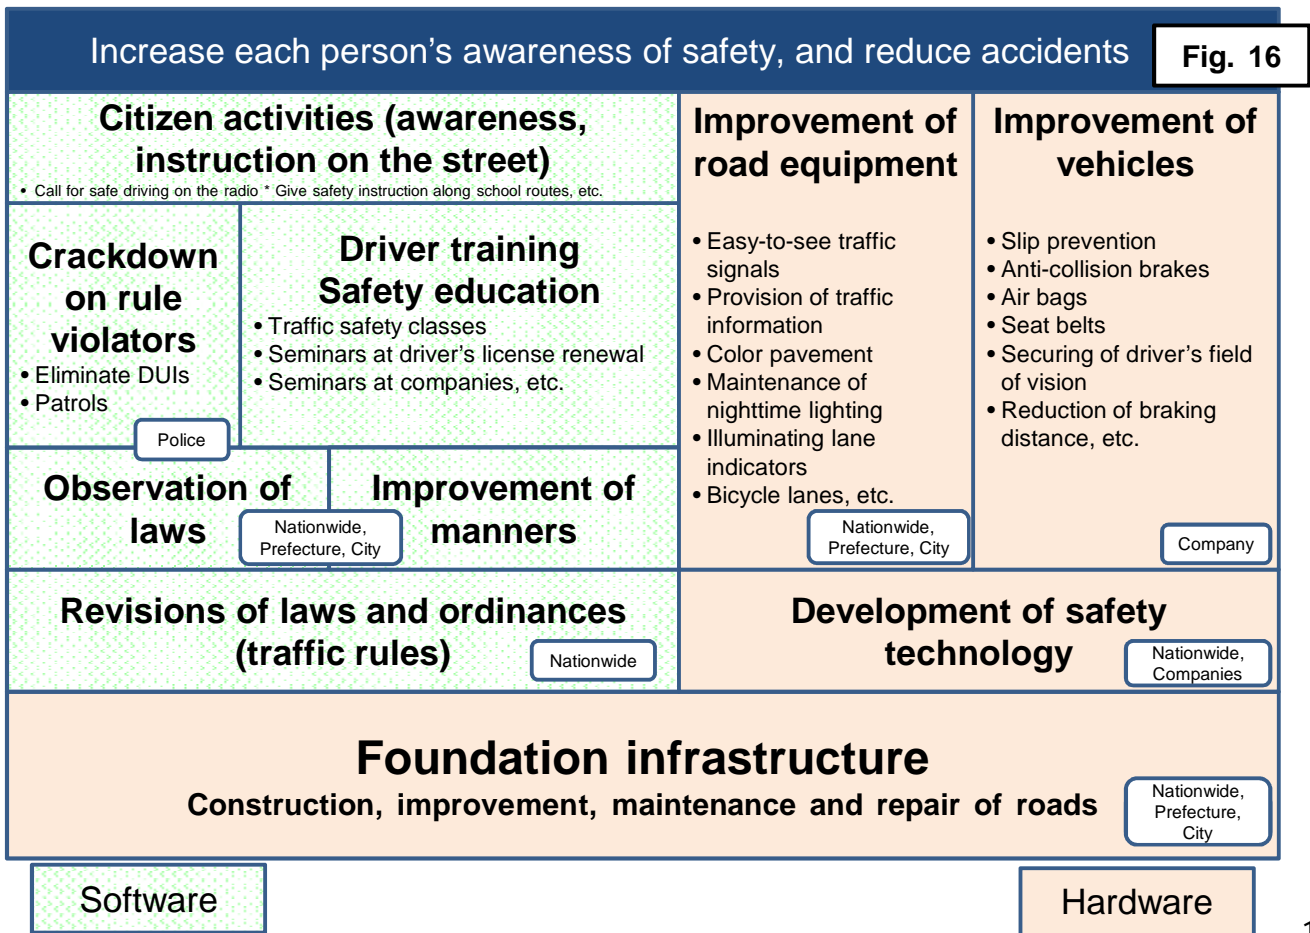 Increase each person's awareness of safety, and reduce accidents
Fig. 16
Citizen activities (awareness,
instruction on the street)
• Call for safe driving on the radio * Give safety instruction along school routes, etc.
Crackdown
on rule
violators
• Eliminate DUIs
• Patrols
Police
Driver training
Safety education
• Traffic safety classes
• Seminars at driver's license renewal
• Seminars at companies, etc.
Observation of
laws
Nationwide,
Prefecture, City
Improvement of
manners
Revisions of laws and ordinances
(traffic rules)
Nationwide
Improvement of
road equipment
• Easy-to-see traffic
signals
• Provision of traffic
information
• Color pavement
• Maintenance of
nighttime lighting
• Illuminating lane
indicators
• Bicycle lanes, etc.
Nationwide,
Prefecture, City
Improvement of
vehicles
• Slip prevention
• Anti-collision brakes
• Air bags
• Seat belts
• Securing of driver's field
of vision
• Reduction of braking
distance, etc.
Company
Development of safety
technology
Nationwide,
Companies
Foundation infrastructure
Construction, improvement, maintenance and repair of roads
Nationwide,
Prefecture,
City
Software
Hardware